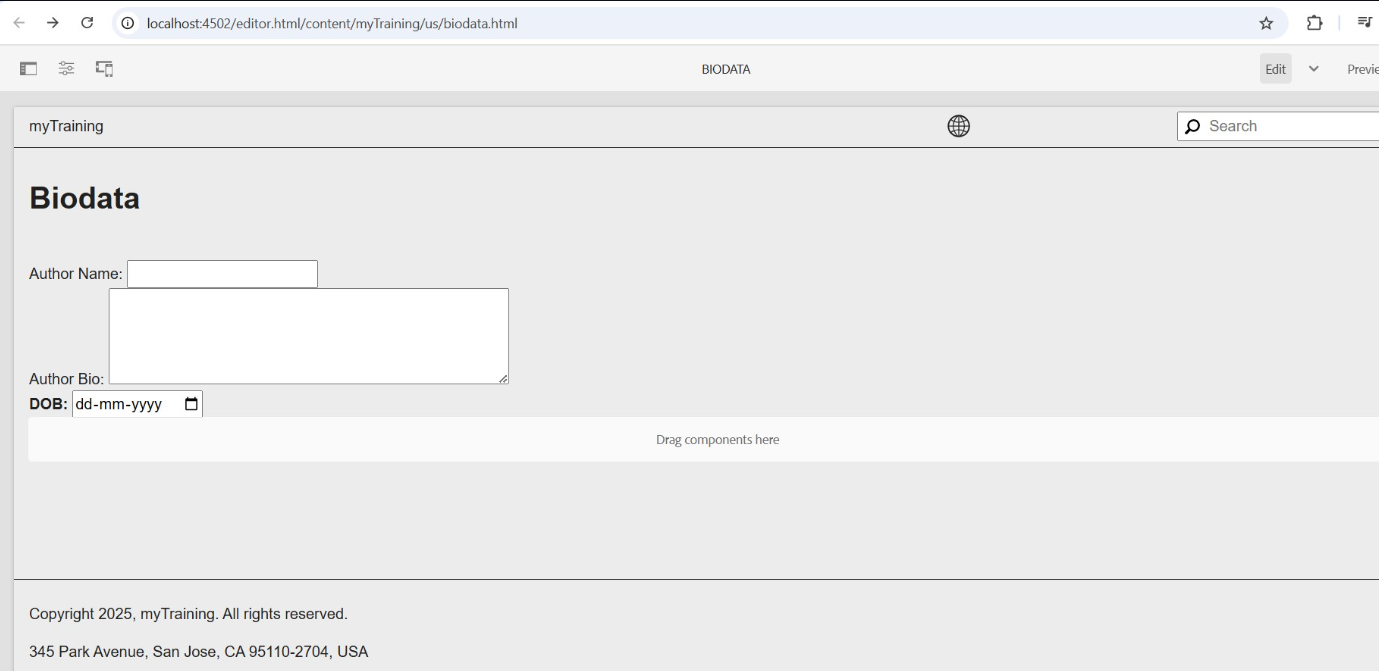 localhost:4502/editor.html/content/myTraining/us/biodata.html
BIODATA
Edit
Previe
myTraining
Search
Biodata
Author Name:
Author Bio:
DOB: dd-mm-yyyy
Drag components here
Copyright 2025, myTraining. All rights reserved.
345 Park Avenue, San Jose, CA 95110-2704, USA